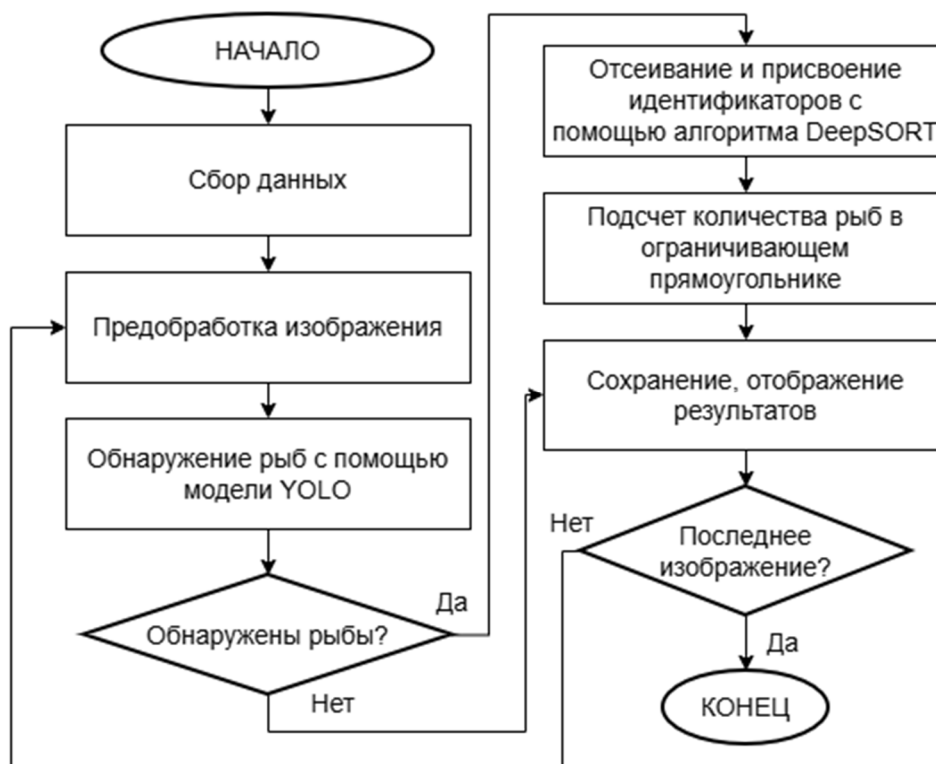 НАЧАЛО
Сбор данных
Предобработка изображения
Обнаружение рыб с помощью
модели YOLO
Обнаружены рыбы?
Да
Нет
Отсеивание и присвоение
идентификаторов с
помощью алгоритма DeepSORT
Подсчет количества рыб в
ограничивающем
прямоугольнике
Сохранение, отображение
результатов
Последнее
изображение?
Нет
Да
КОНЕЦ